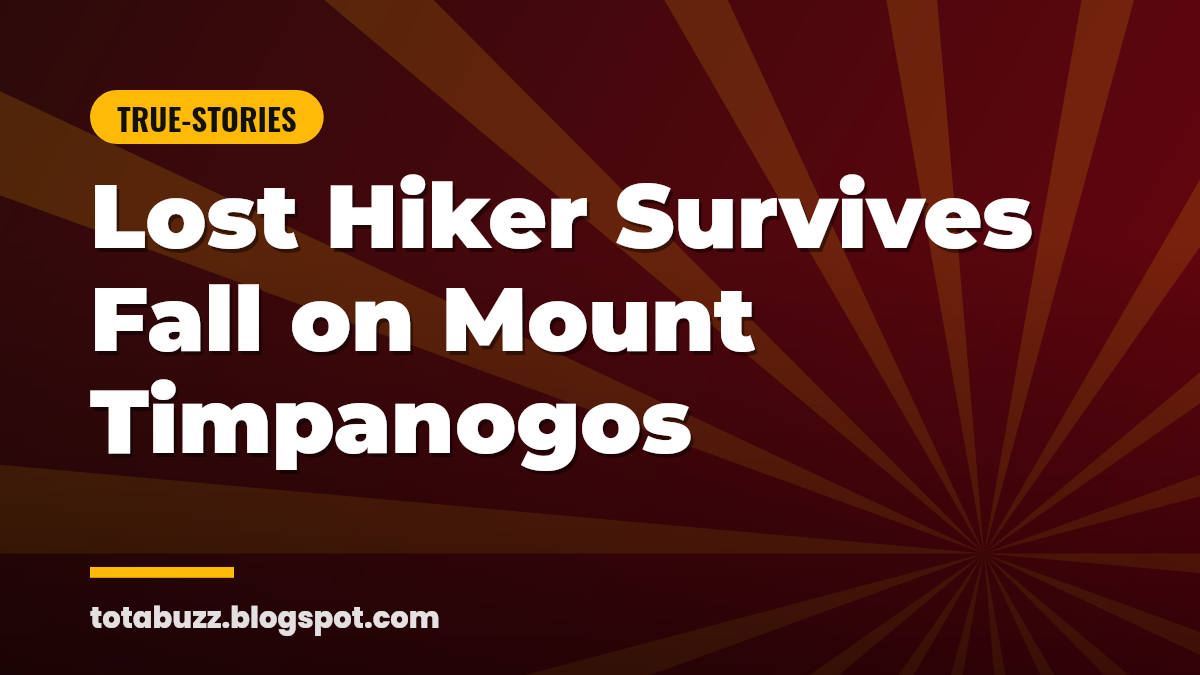 TRUE-STORIES
Lost Hiker Survives
Fall on Mount
Timpanogos
totabuzz.blogspot.com